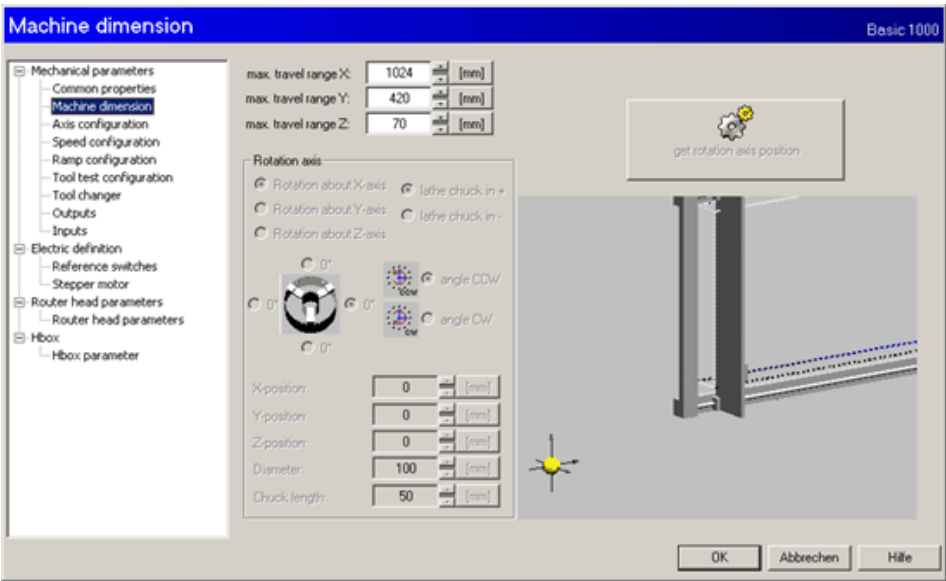 Machine dimension
Basic 1000
Mechanical parameters
Common properties
Machine dimension
Axis configuration
Speed configuration
Ramp configuration
Tool test configuration
Tool changer
Outputs
Inputs
Electric definition
Reference switches
Stepper motor
Router head parameters
Router head parameters
Hbox
Hbox parameter
max. travel range X: 1024 [mm]
max. travel range Y: 420 [mm]
max. travel range Z: 70 [mm]
get rotation axis position
Rotation axis
Rotation about X-axis lathe chuck in +
Rotation about Y-axis lathe chuck in -
Rotation about Z-axis
0°
CCW angle CCW
0° 0°
CW angle CW
0°
X-position: 0 [mm]
Y-position: 0 [mm]
Z-position: 0 [mm]
Diameter: 100 [mm]
Chuck length: 50 [mm]
OK Abbrechen Hilfe